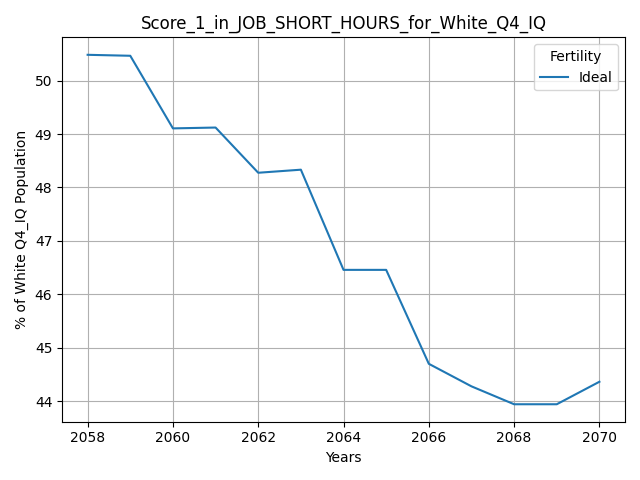 Score_1_in_JOB_SHORT_HOURS_for_White_Q4_IQ
Fertility
Ideal
% of White Q4_IQ Population
50
49
48
47
46
45
44
2058
2060
2062
2064
2066
2068
2070
Years